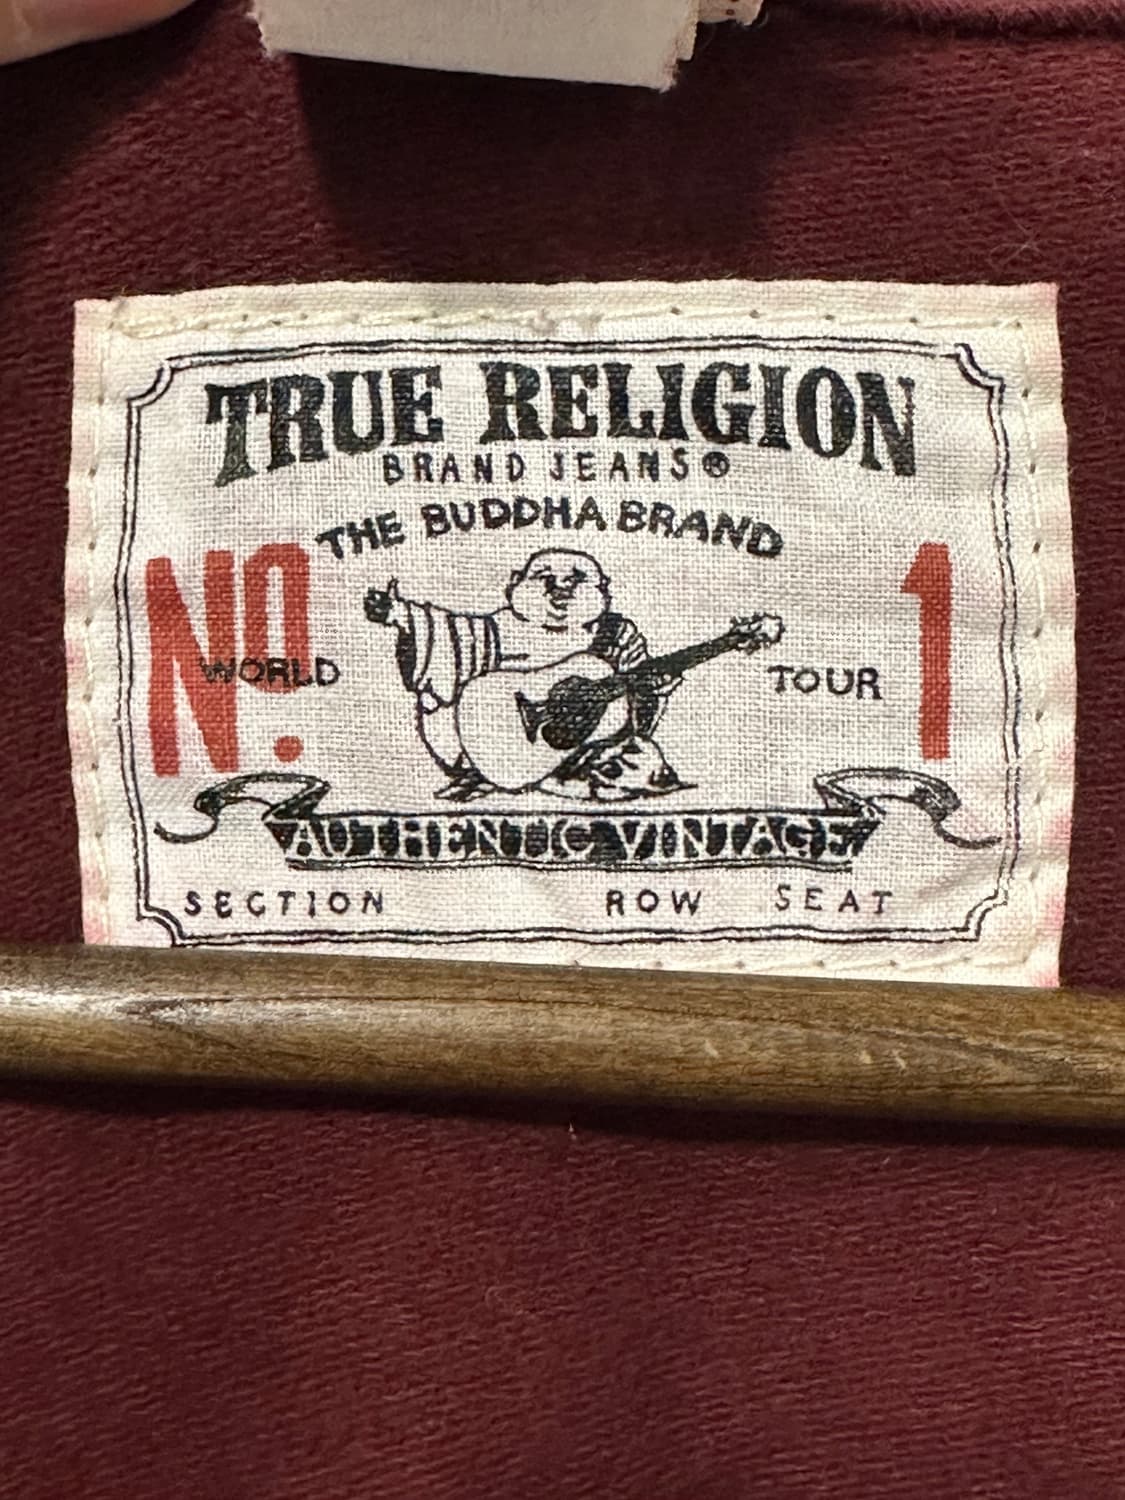 TRUE RELIGION
BRAND JEANS®
THE BUDDHA BRAND
No. 1
WORLD TOUR
AUTHENTIC VINTAGE
SECTION ROW SEAT